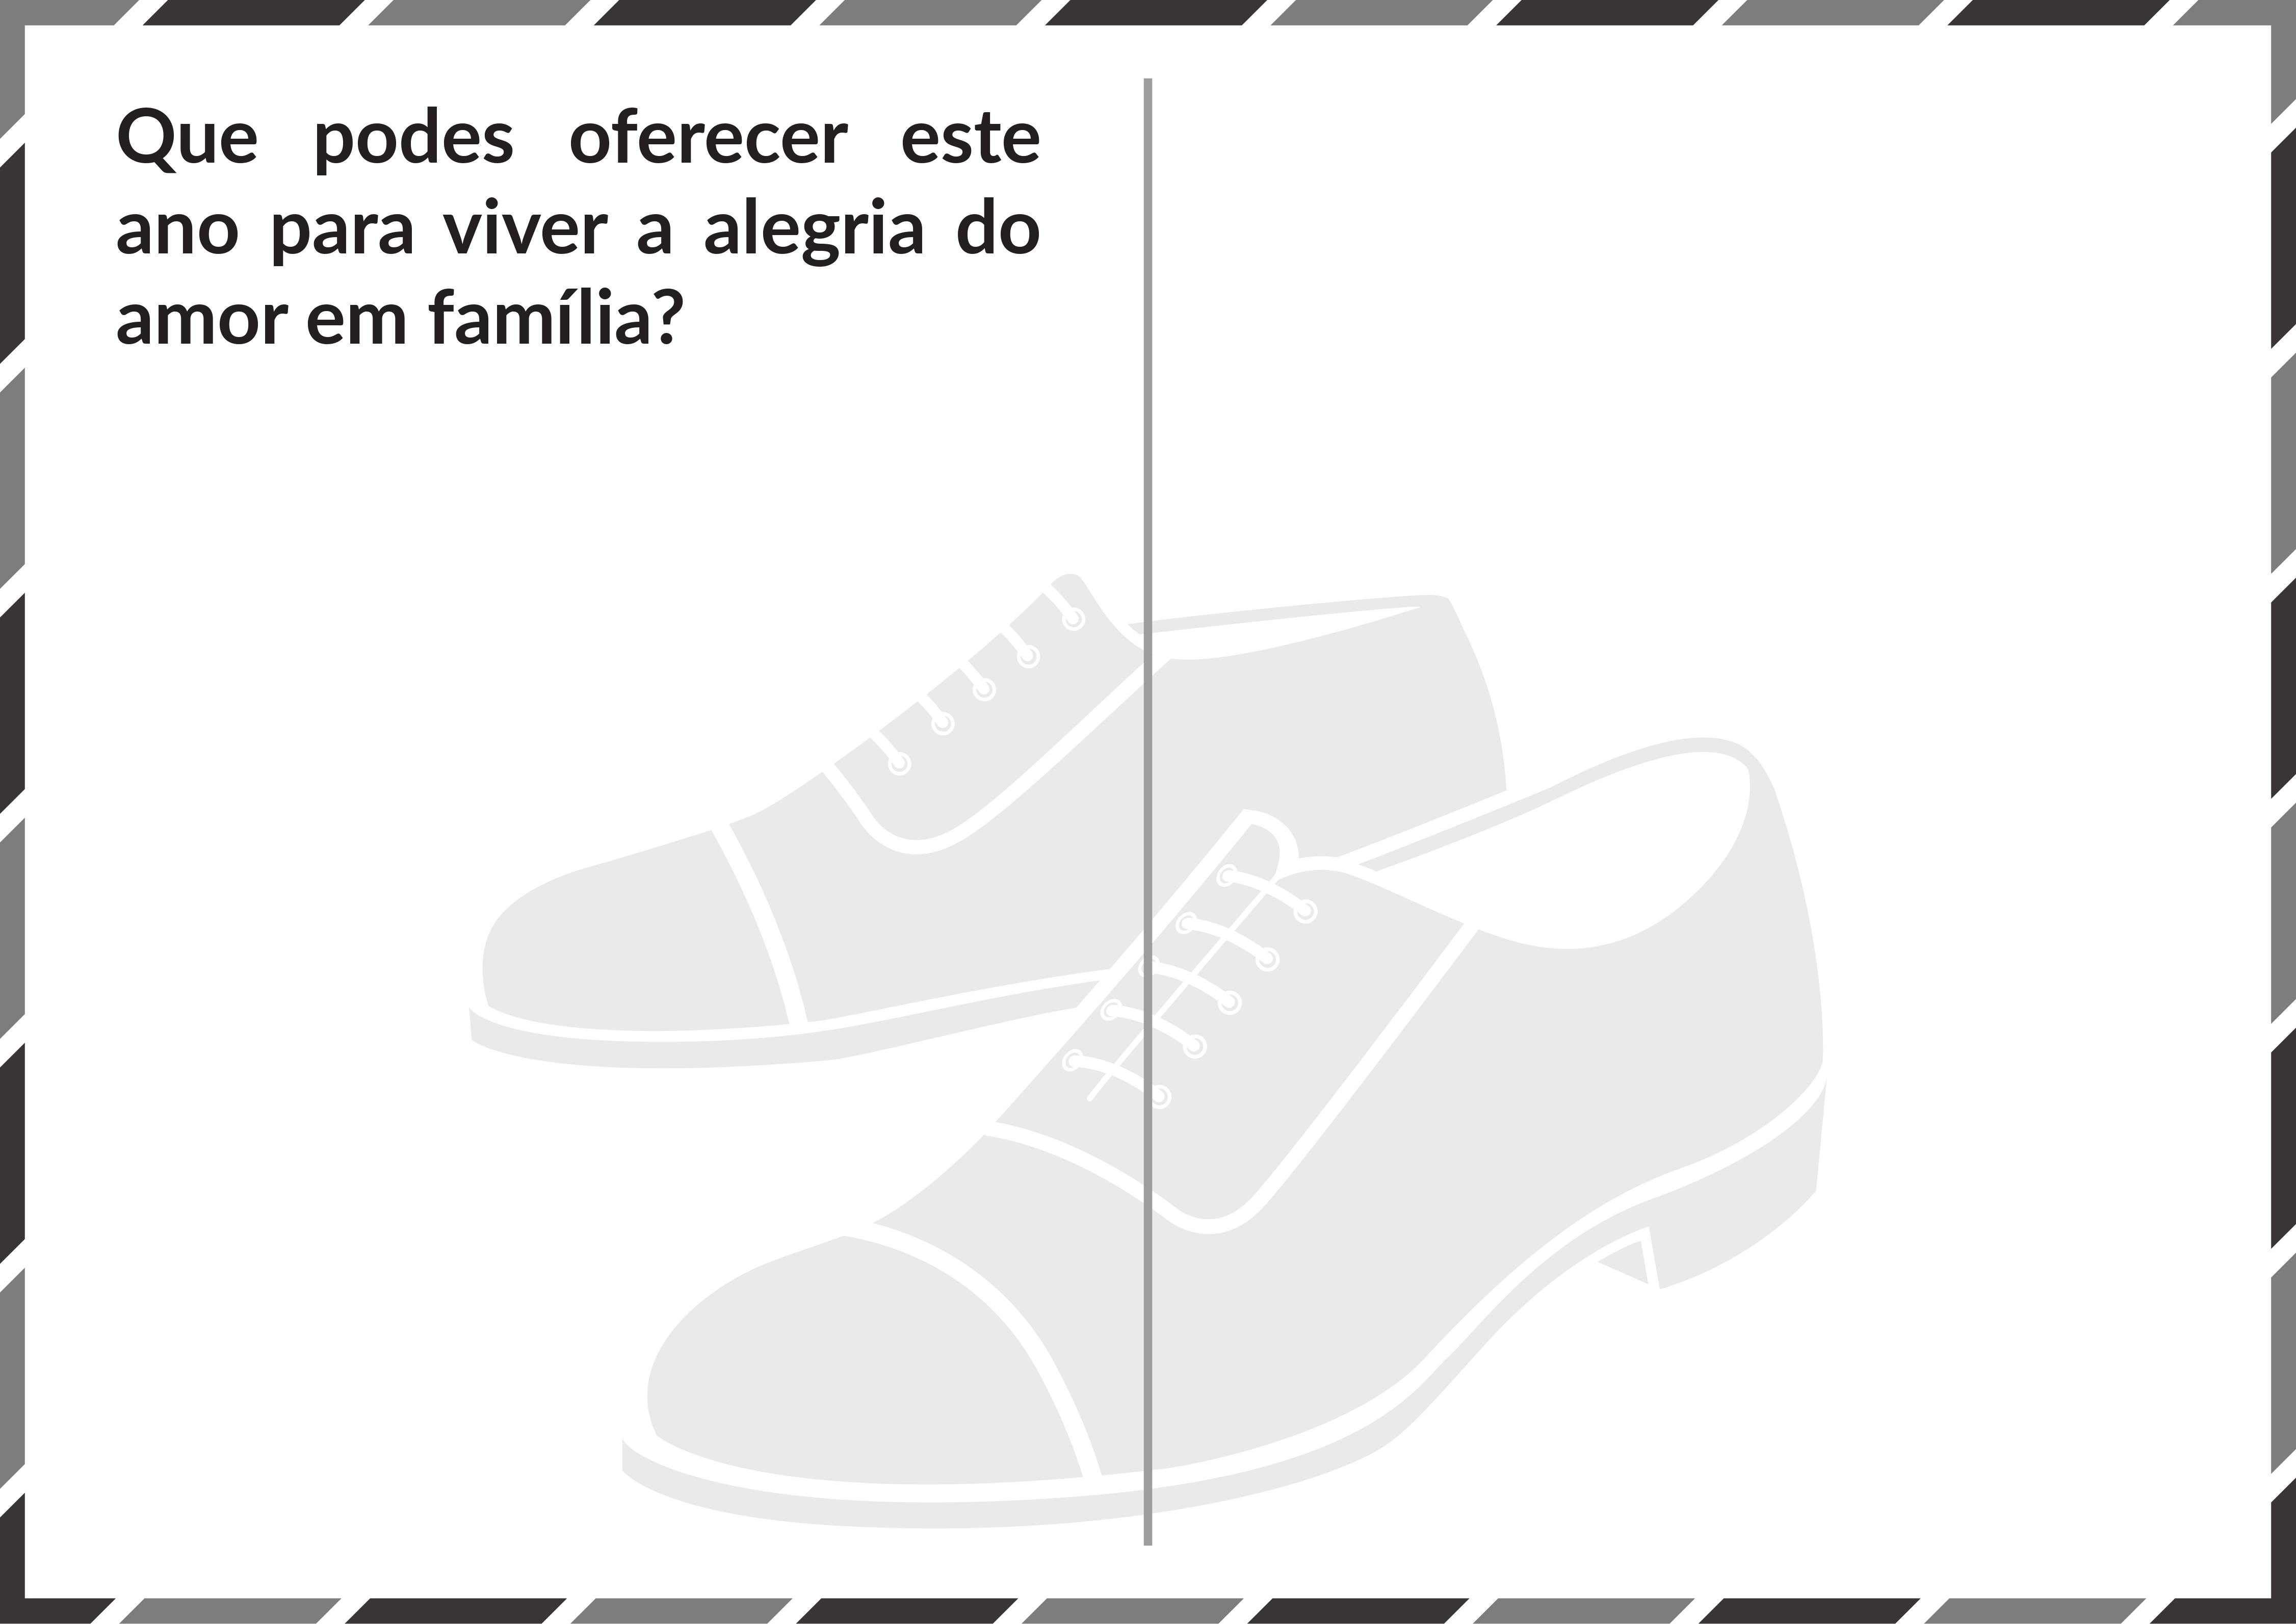 Que podes oferecer este
ano para viver a alegria do
amor em família?